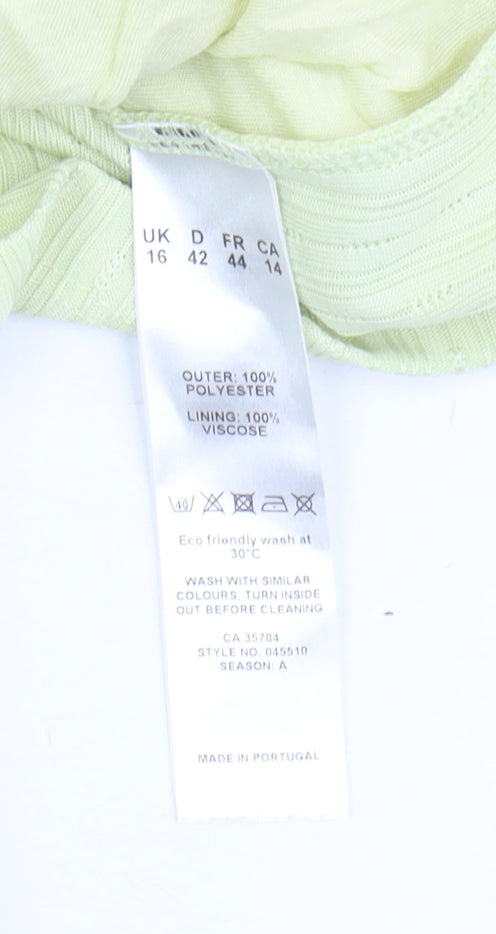 UK D FR CA
16 42 44 14
OUTER: 100%
POLYESTER
LINING: 100%
VISCOSE
40
Eco friendly wash at
30°C
WASH WITH SIMILAR
COLOURS, TURN INSIDE
OUT BEFORE CLEANING
CA 35784
STYLE NO. 045510
SEASON: A
MADE IN PORTUGAL